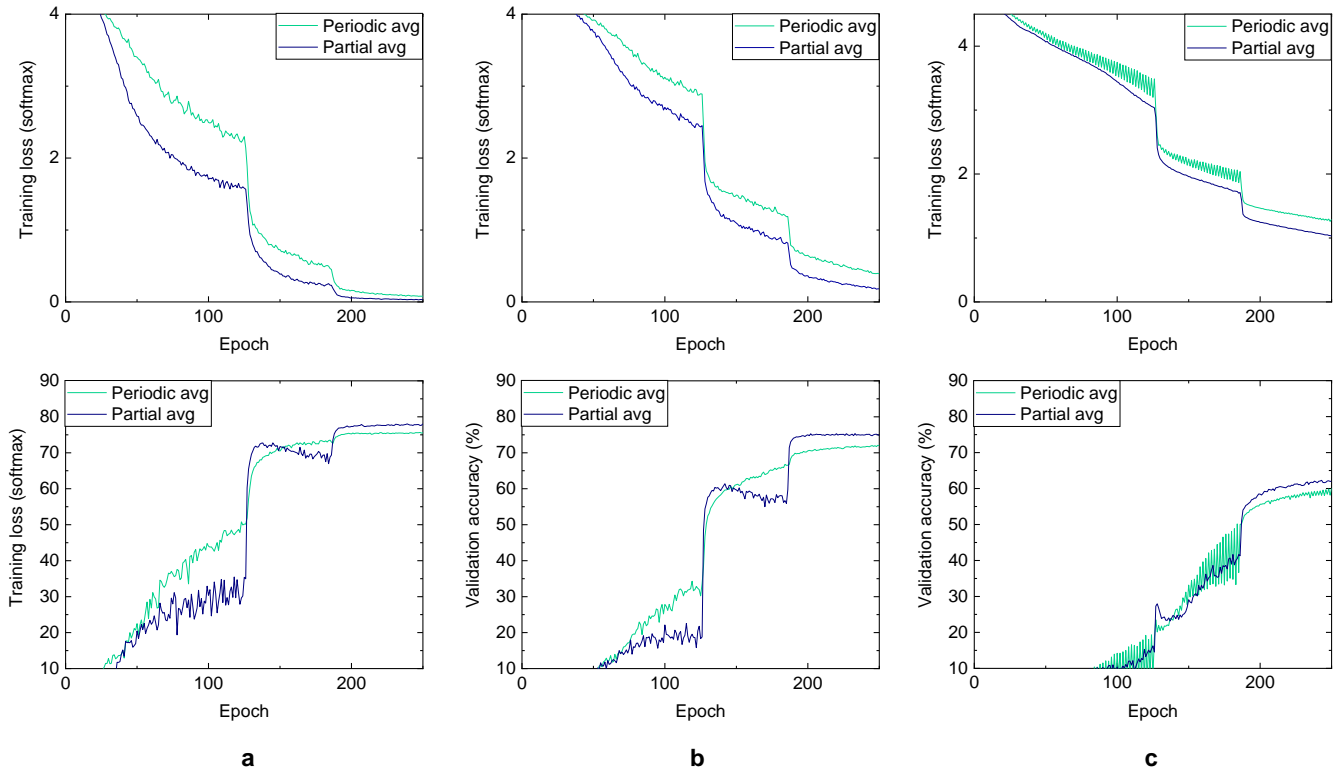 Training loss (softmax)
4
2
0
0
100
200
Epoch
Periodic avg
Partial avg
Training loss (softmax)
4
2
0
0
100
200
Epoch
Periodic avg
Partial avg
Training loss (softmax)
4
2
0
0
100
200
Epoch
Periodic avg
Partial avg
Training loss (softmax)
90
80
70
60
50
40
30
20
10
0
100
200
Epoch
Periodic avg
Partial avg
Validation accuracy (%)
90
80
70
60
50
40
30
20
10
0
100
200
Epoch
Periodic avg
Partial avg
Validation accuracy (%)
90
80
70
60
50
40
30
20
10
0
100
200
Epoch
Periodic avg
Partial avg
a
b
c